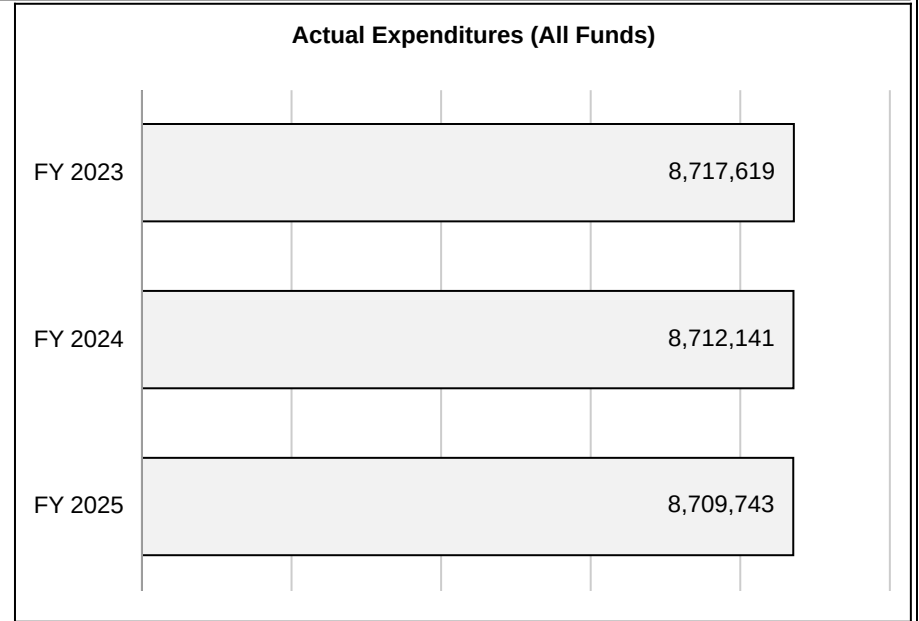 Actual Expenditures (All Funds)
FY 2023 8,717,619
FY 2024 8,712,141
FY 2025 8,709,743